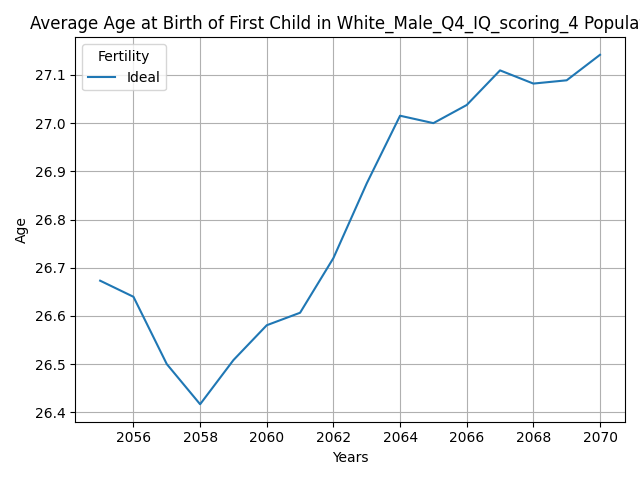 Average Age at Birth of First Child in White_Male_Q4_IQ_scoring_4 Popula
Fertility
Ideal
27.1
27.0
26.9
26.8
26.7
26.6
26.5
26.4
Age
2056 2058 2060 2062 2064 2066 2068 2070
Years